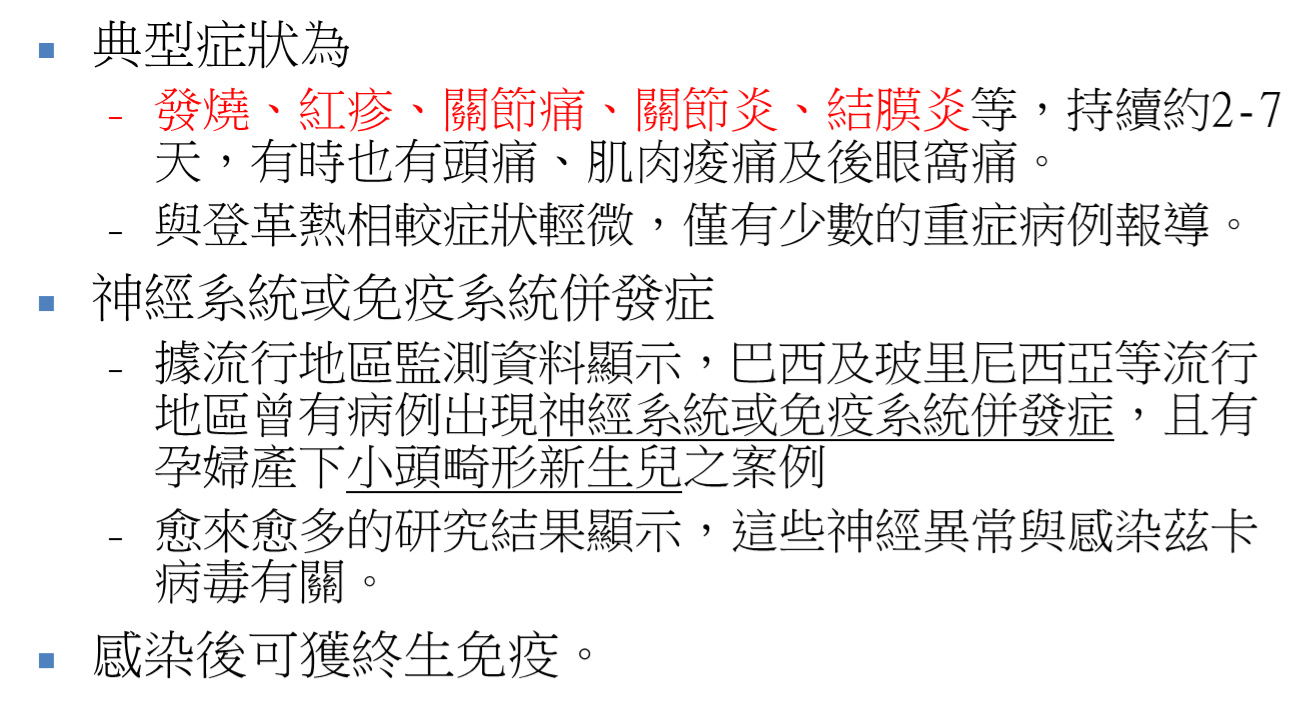 ▪ 典型症狀為
- 發燒、紅疹、關節痛、關節炎、結膜炎等，持續約2-7
天，有時也有頭痛、肌肉痠痛及後眼窩痛。
- 與登革熱相較症狀輕微，僅有少數的重症病例報導。
▪ 神經系統或免疫系統併發症
- 據流行地區監測資料顯示，巴西及玻里尼西亞等流行
地區曾有病例出現神經系統或免疫系統併發症，且有
孕婦產下小頭畸形新生兒之案例
- 愈來愈多的研究結果顯示，這些神經異常與感染茲卡
病毒有關。
▪ 感染後可獲終生免疫。